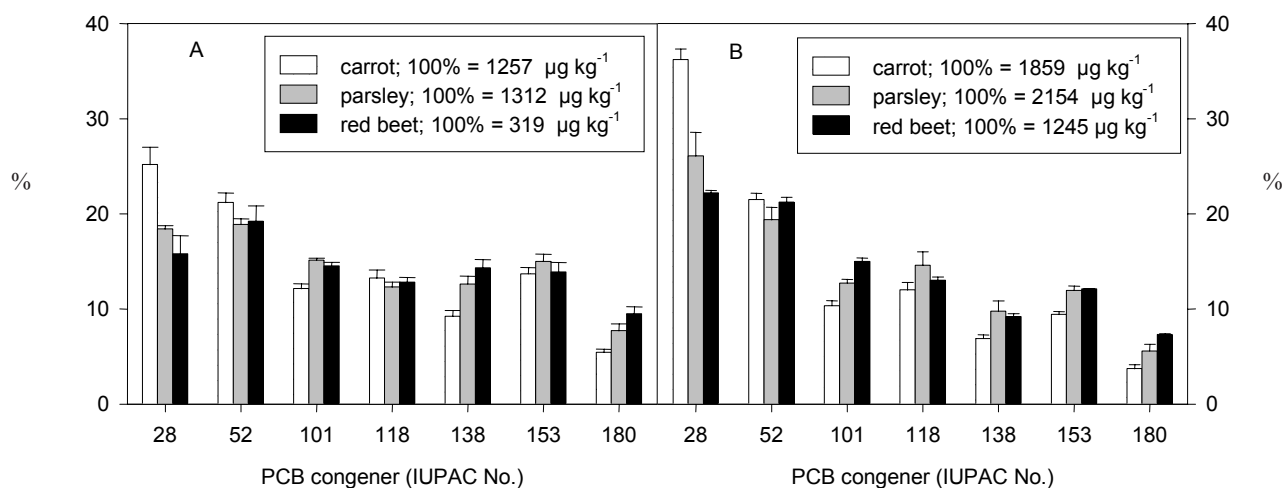 40
30
20
10
0
%
A
carrot; 100% = 1257 µg kg-1
parsley; 100% = 1312 µg kg-1
red beet; 100% = 319 µg kg-1
28 52 101 118 138 153 180
PCB congener (IUPAC No.)
B
carrot; 100% = 1859 µg kg-1
parsley; 100% = 2154 µg kg-1
red beet; 100% = 1245 µg kg-1
28 52 101 118 138 153 180
PCB congener (IUPAC No.)
40
30
20
10
0
%